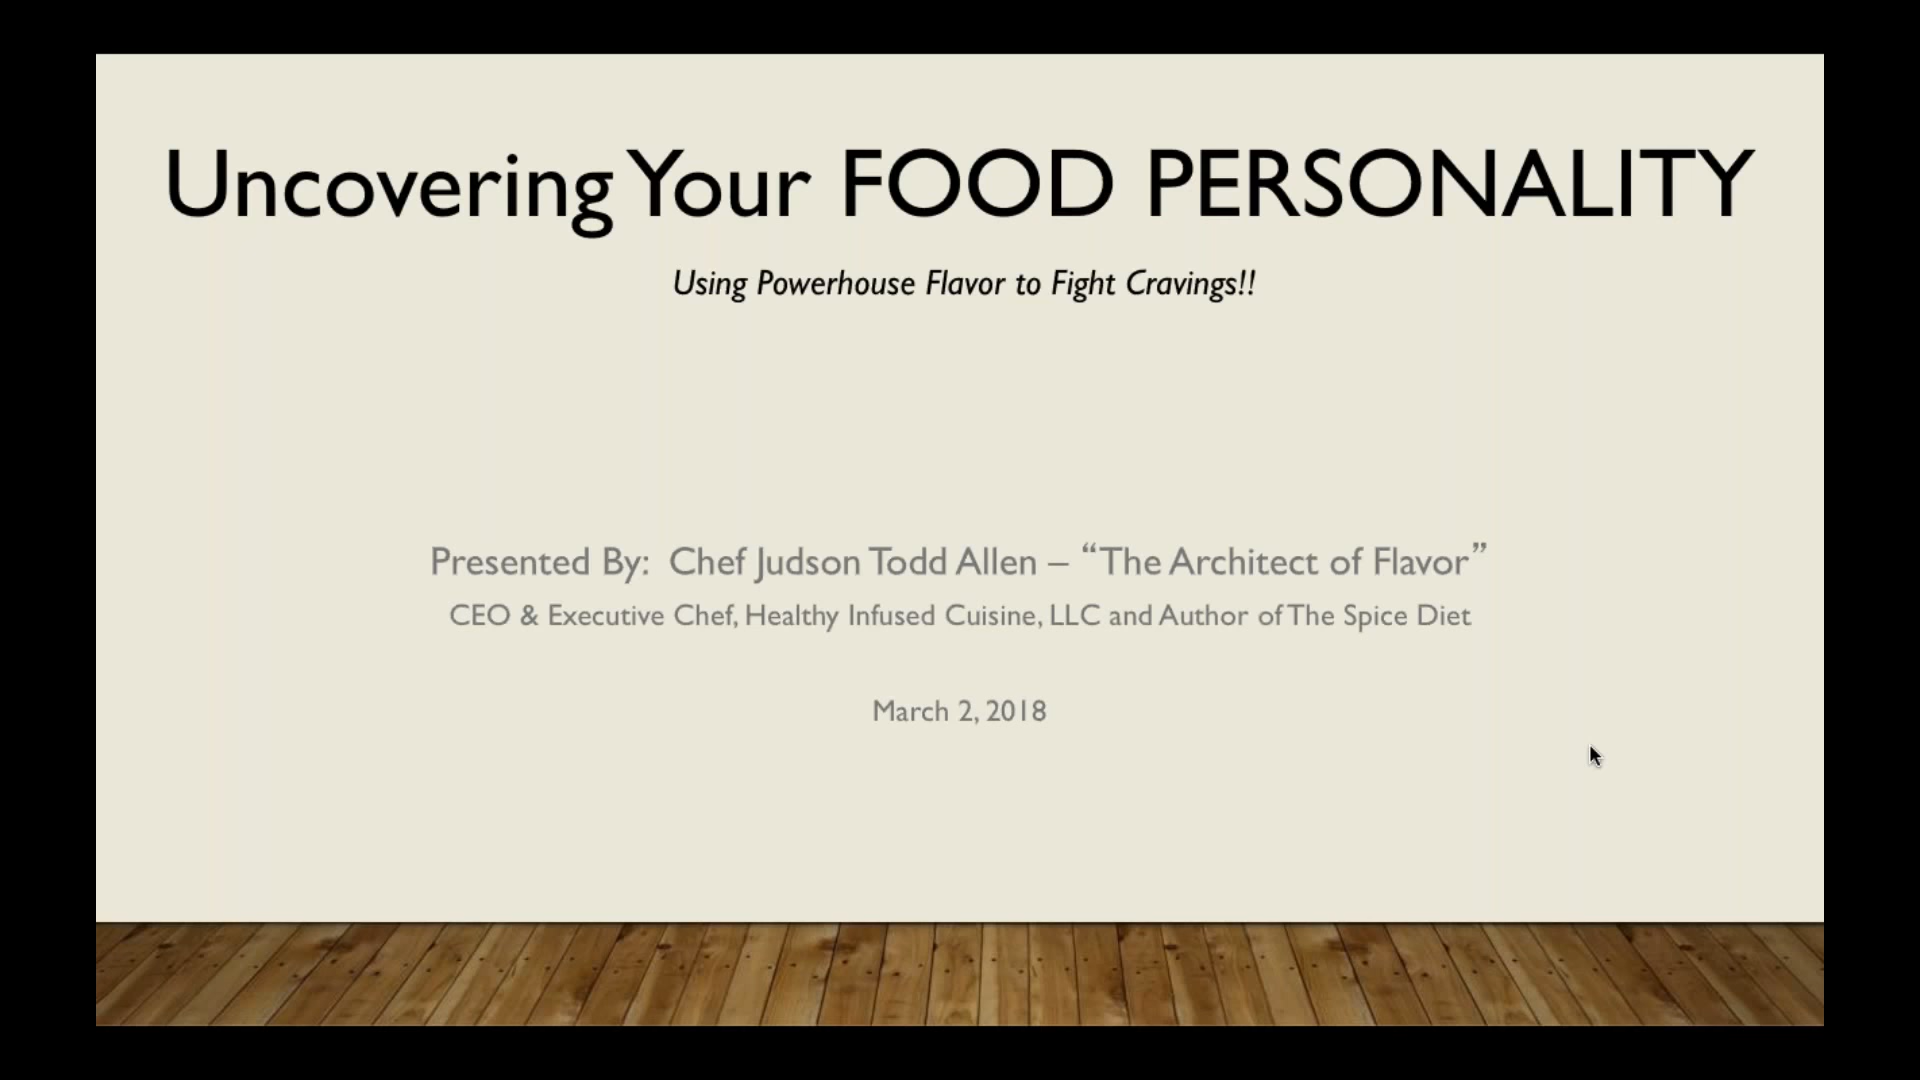 Uncovering Your FOOD PERSONALITY
Using Powerhouse Flavor to Fight Cravings!!
Presented By:  Chef Judson Todd Allen – “The Architect of Flavor”
CEO & Executive Chef, Healthy Infused Cuisine, LLC and Author of The Spice Diet
March 2, 2018